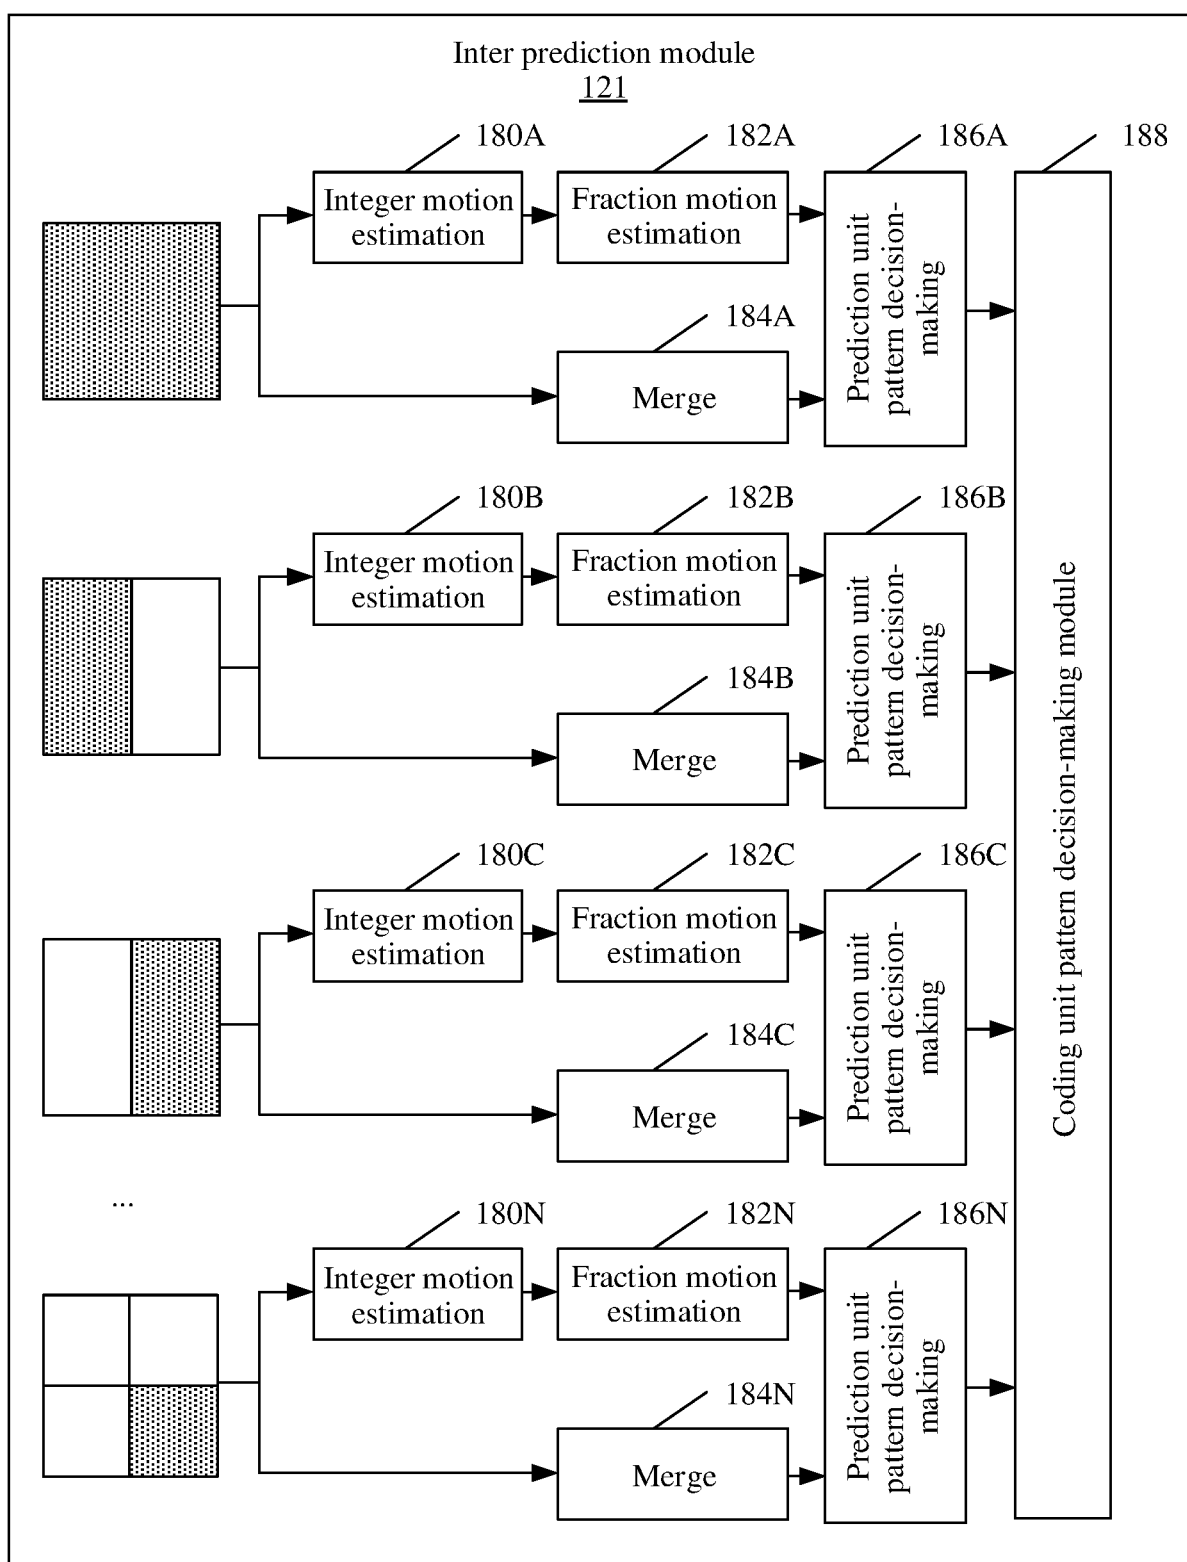 Inter prediction module
121
180A
182A
186A
188
Integer motion
estimation
Fraction motion
estimation
Prediction unit
pattern decision-
making
184A
Merge
180B
182B
186B
Integer motion
estimation
Fraction motion
estimation
Prediction unit
pattern decision-
making
184B
Merge
Coding unit pattern decision-making module
180C
182C
186C
Integer motion
estimation
Fraction motion
estimation
Prediction unit
pattern decision-
making
184C
Merge
...
180N
182N
186N
Integer motion
estimation
Fraction motion
estimation
Prediction unit
pattern decision-
making
184N
Merge